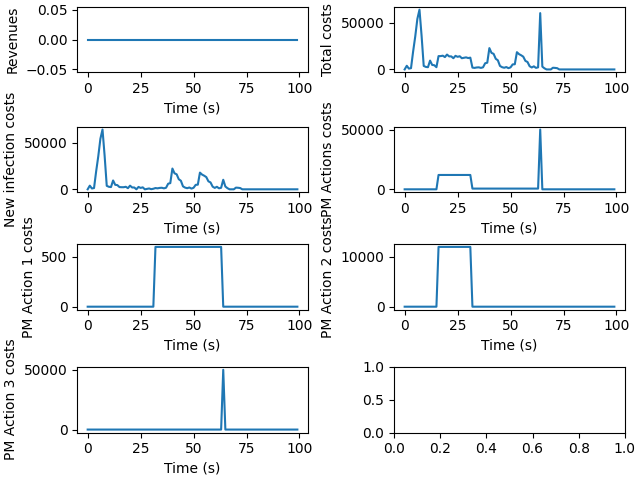 Revenues
0.05
0.00
−0.05
0 25 50 75 100
Time (s)
Total costs
50000
0
0 25 50 75 100
Time (s)
New infection costs
50000
0
0 25 50 75 100
Time (s)
PM Actions costs
50000
0
0 25 50 75 100
Time (s)
PM Action 1 costs
500
0
0 25 50 75 100
Time (s)
PM Action 2 costs
10000
0
0 25 50 75 100
Time (s)
PM Action 3 costs
50000
0
0 25 50 75 100
Time (s)
1.0
0.5
0.0
0.0 0.2 0.4 0.6 0.8 1.0